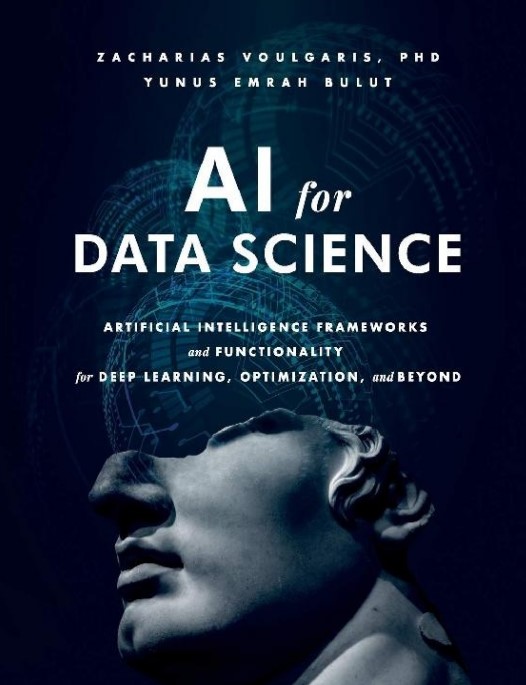 ZACHARIAS VOULGARIS, PHD
YUNUS EMRAH BULUT
AI for
DATA SCIENCE
ARTIFICIAL INTELLIGENCE FRAMEWORKS
and FUNCTIONALITY
for DEEP LEARNING, OPTIMIZATION, and BEYOND